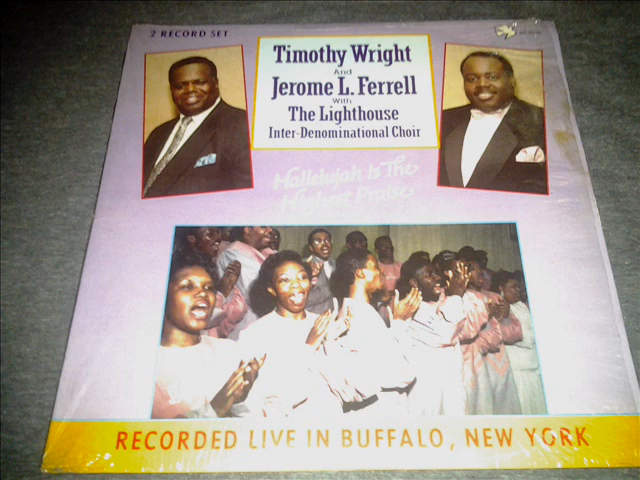 2 RECORD SET
Timothy Wright
And
Jerome L. Ferrell
With
The Lighthouse
Inter-Denominational Choir
Hallelujah Is The
Highest Praise
RECORDED LIVE IN BUFFALO, NEW YORK